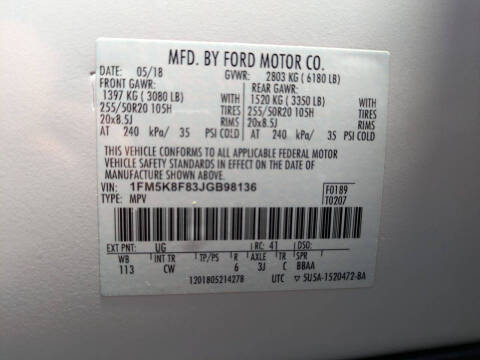 MFD. BY FORD MOTOR CO.
DATE: 05/18 GVWR: 2803 KG ( 6180 LB)
FRONT GAWR: REAR GAWR:
1397 KG ( 3080 LB) WITH 1520 KG ( 3350 LB) WITH
255/50R20 105H TIRES 255/50R20 105H TIRES
20x8.5J RIMS 20x8.5J RIMS
AT 240 kPa/ 35 PSI COLD AT 240 kPa/ 35 PSI COLD
THIS VEHICLE CONFORMS TO ALL APPLICABLE FEDERAL MOTOR
VEHICLE SAFETY STANDARDS IN EFFECT ON THE DATE OF
MANUFACTURE SHOWN ABOVE.
VIN: 1FM5K8F83JGB98136 F0189
TYPE: MPV T0207
EXT PNT: UG RC: 41 DSO:
WB INT TR TP/PS R AXLE TR SPR
113 CW 6 3J C BBAA
1201805214278 UTC ▽ 5U5A-1520472-BA